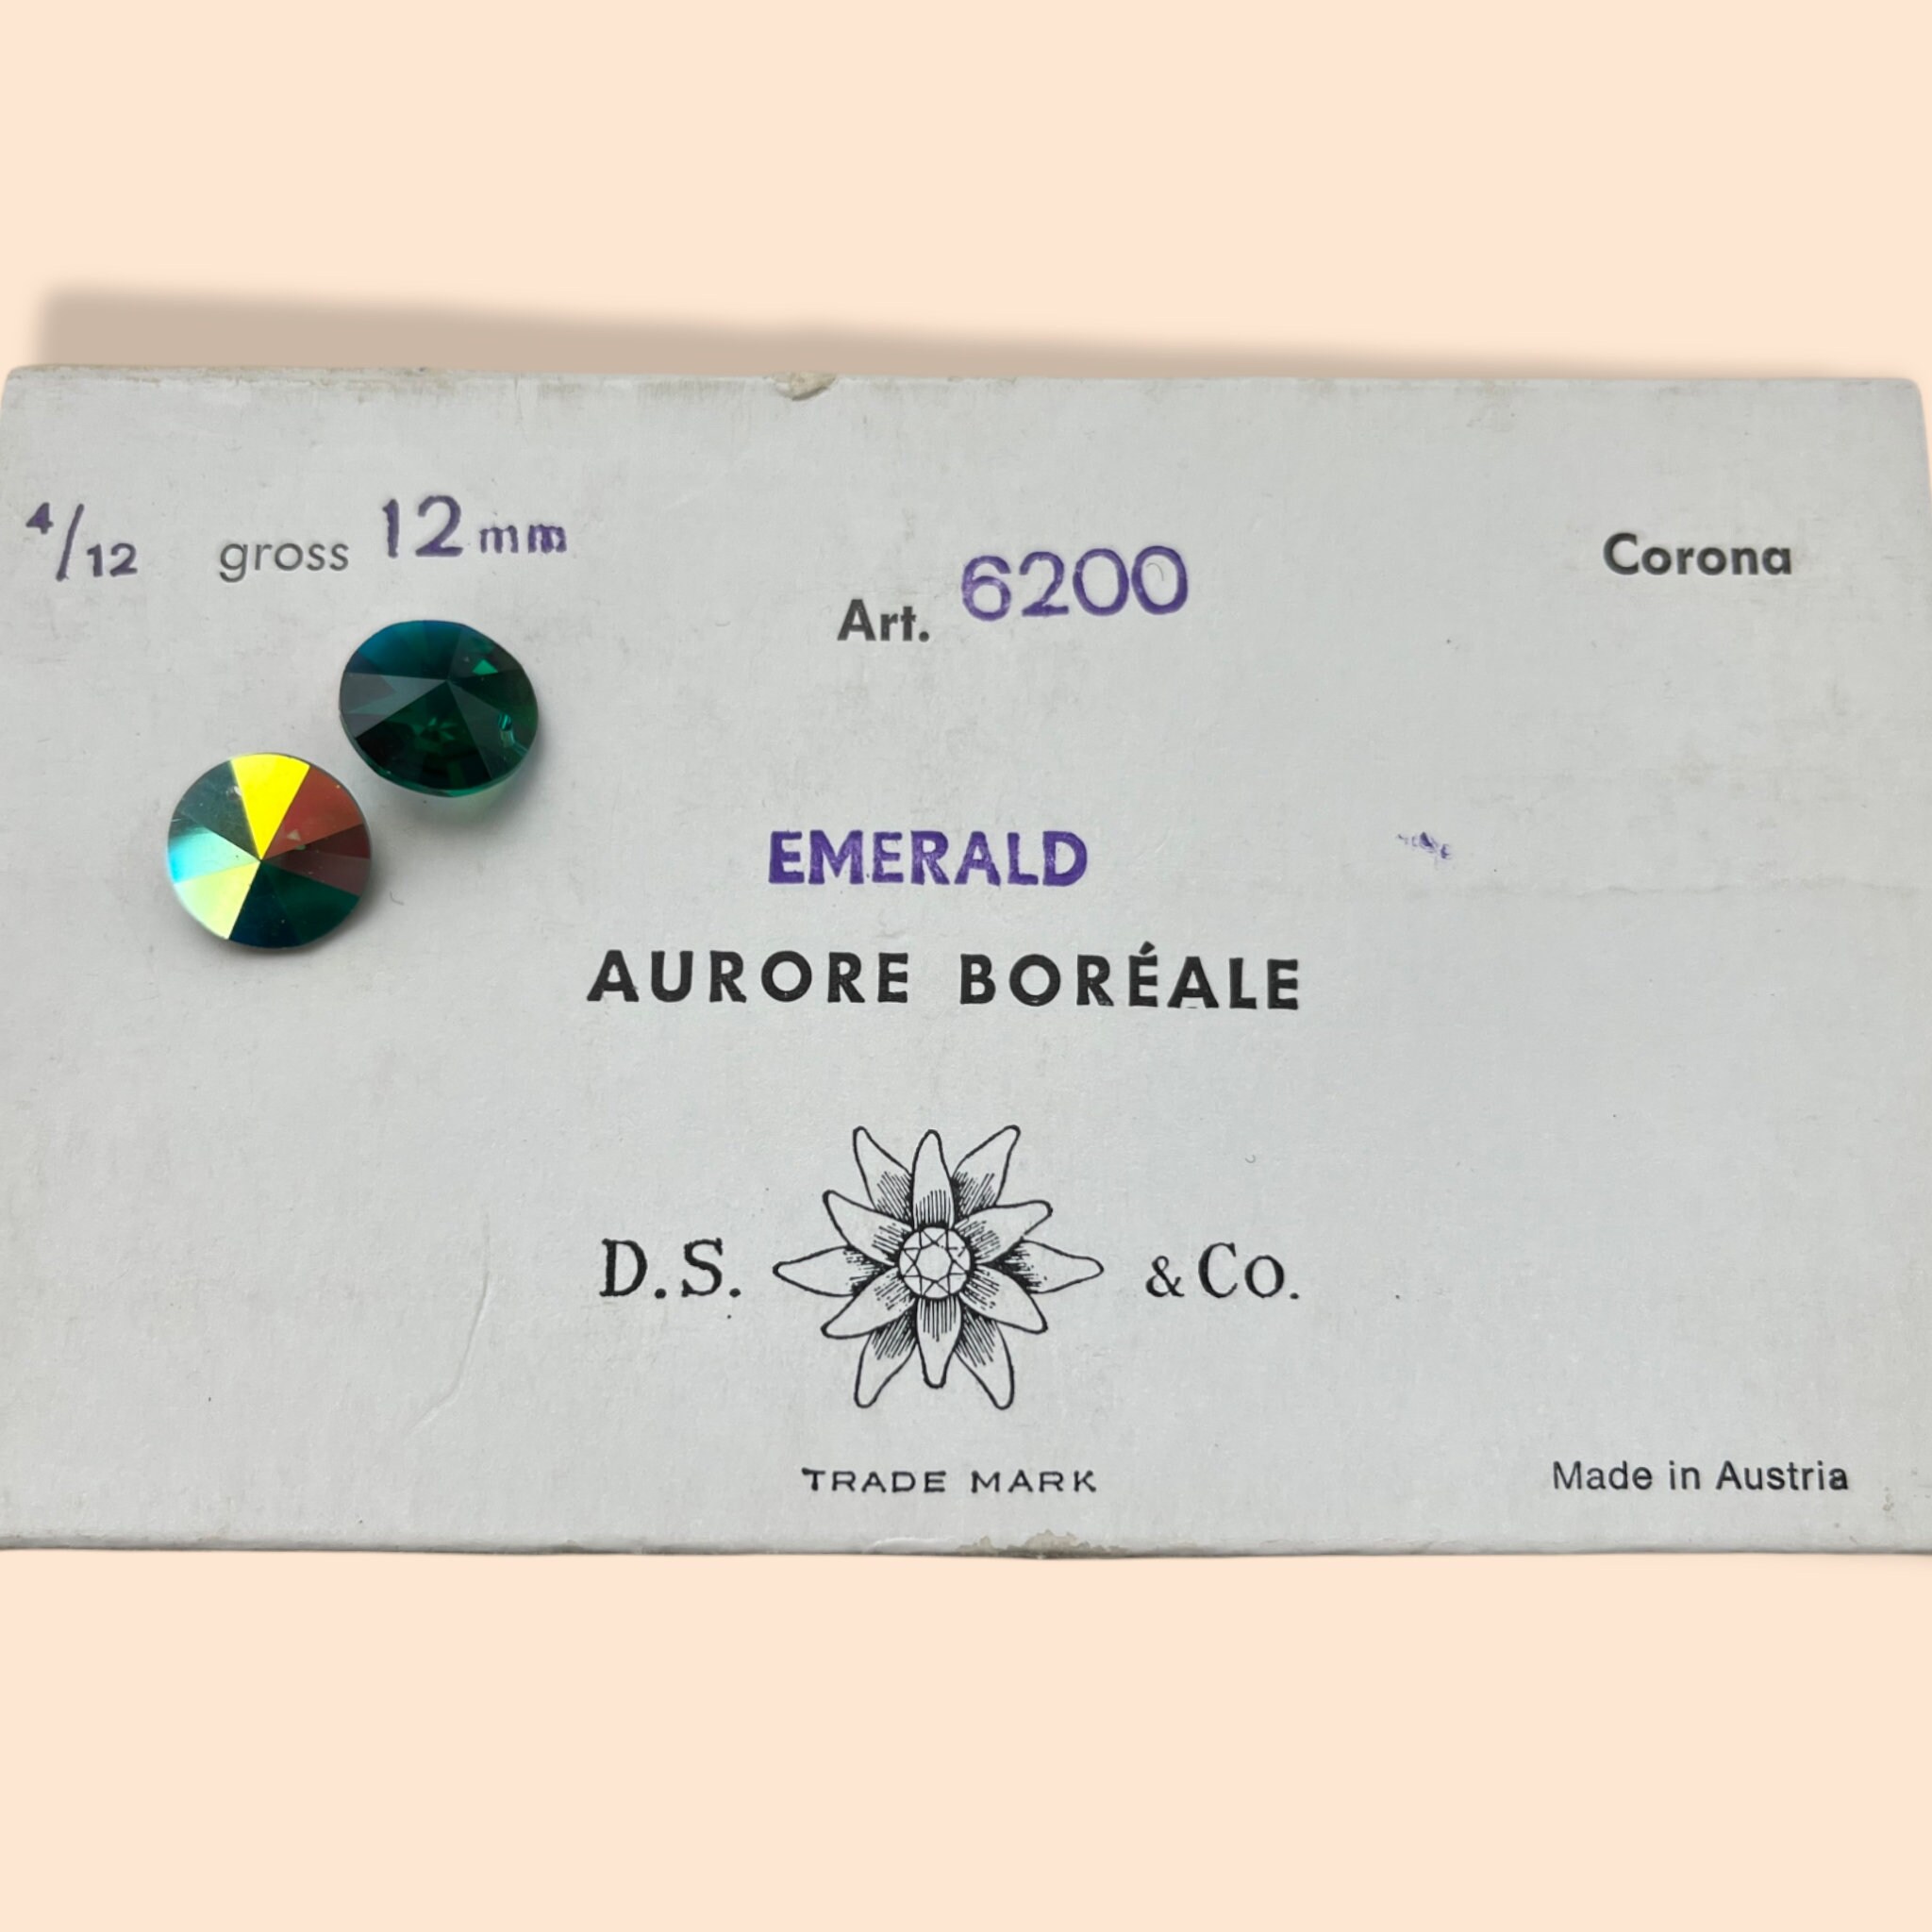 4/12 gross 12 mm
Art. 6200
Corona
EMERALD
AURORE BORÉALE
D.S. & Co.
TRADE MARK
Made in Austria